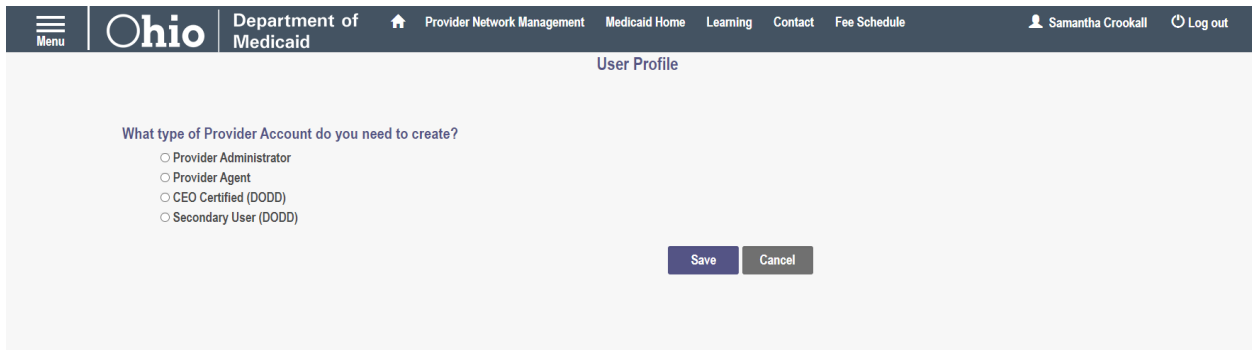 Menu
Ohio
Department of
Medicaid
Provider Network Management
Medicaid Home
Learning
Contact
Fee Schedule
Samantha Crookall
Log out
User Profile
What type of Provider Account do you need to create?
Provider Administrator
Provider Agent
CEO Certified (DODD)
Secondary User (DODD)
Save
Cancel